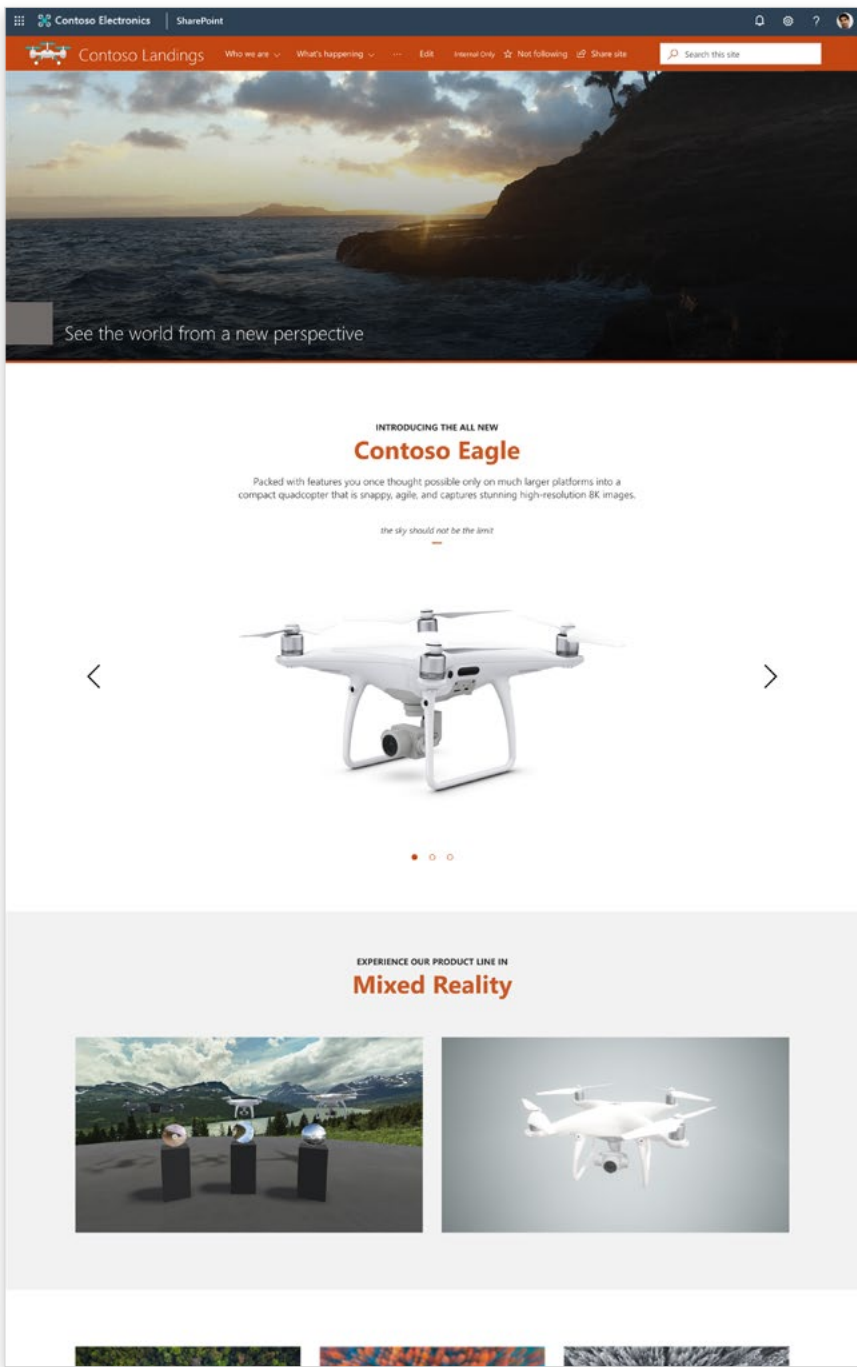 Contoso Electronics SharePoint ?
Contoso Landings Who we are What's happening ... Edit Internal Only Not following Share site Search this site
See the world from a new perspective
INTRODUCING THE ALL NEW
Contoso Eagle
Packed with features you once thought possible only on much larger platforms into a
compact quadcopter that is snappy, agile, and captures stunning high-resolution 8K images.
the sky should not be the limit
EXPERIENCE OUR PRODUCT LINE IN
Mixed Reality